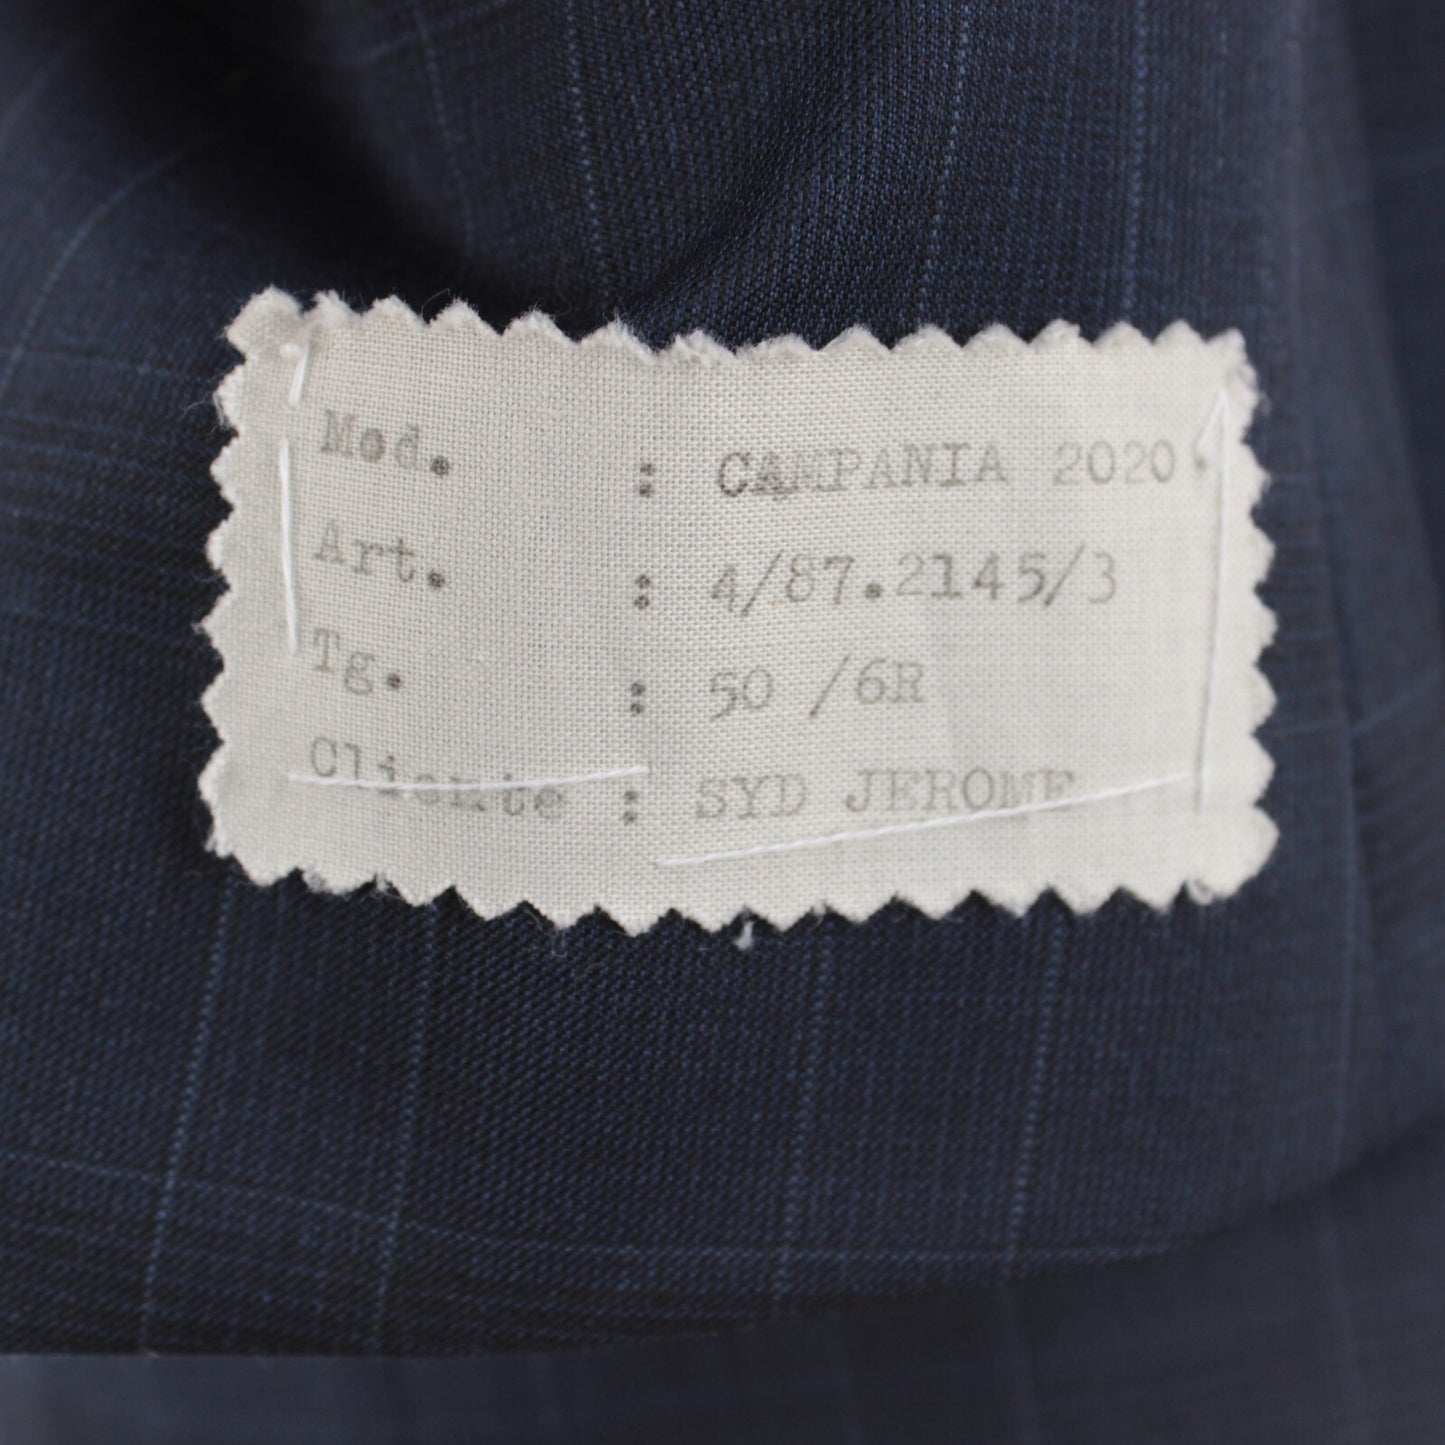 Mod. : CAMPANIA 2020.
Art. : 4/87.2145/3
Tg. : 50 /6R
Cliente : SYD JEROME